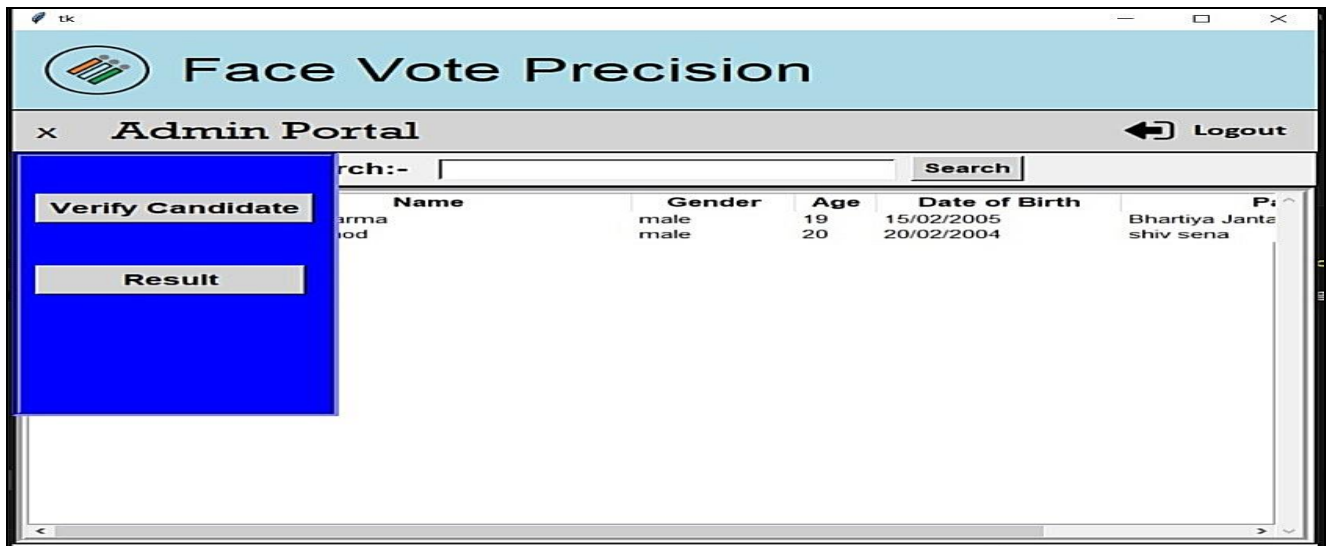 tk
Face Vote Precision
x Admin Portal Logout
rch:- Search
Verify Candidate
Name Gender Age Date of Birth Pa
arma male 19 15/02/2005 Bhartiya Janta
od male 20 20/02/2004 shiv sena
Result